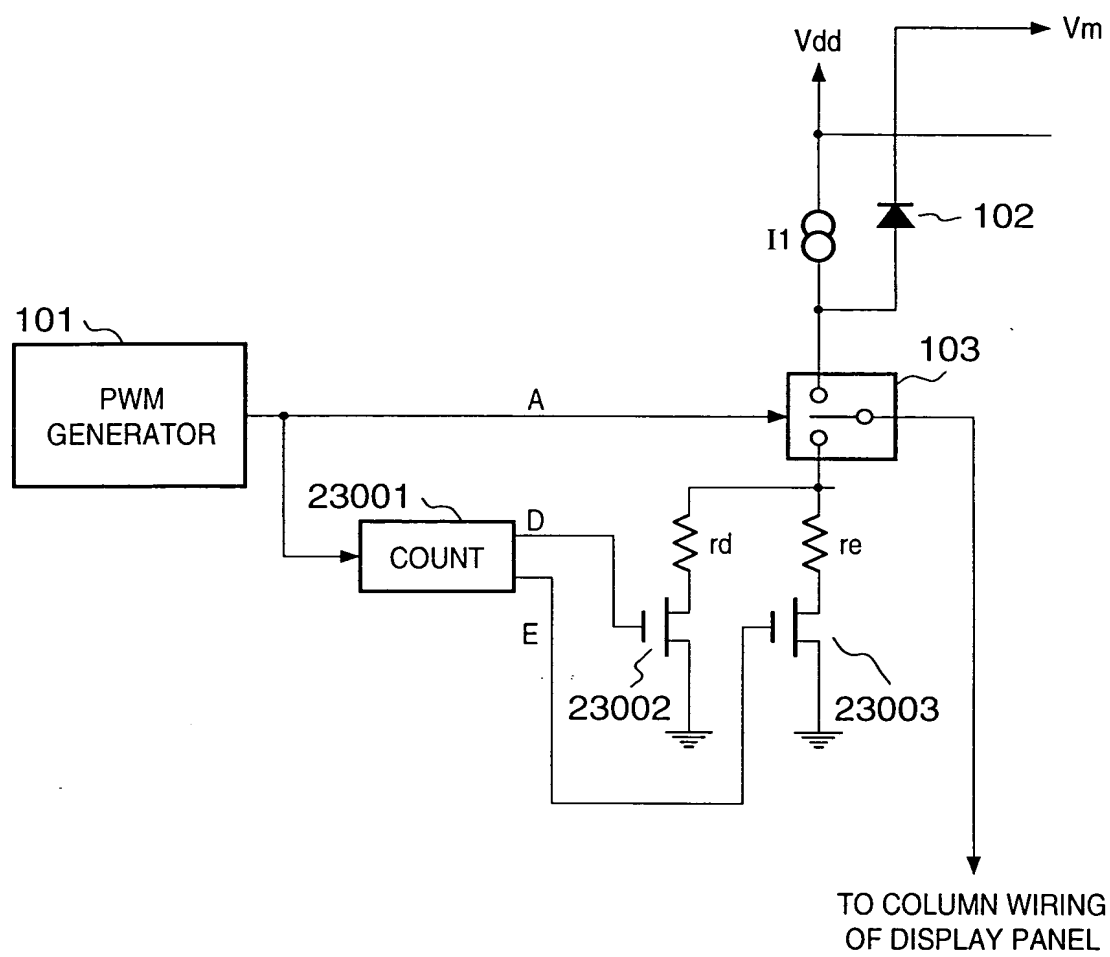 Vm
Vdd
102
I1
101
103
PWM
GENERATOR
A
23001
D
COUNT
rd
re
E
23002
23003
TO COLUMN WIRING
OF DISPLAY PANEL